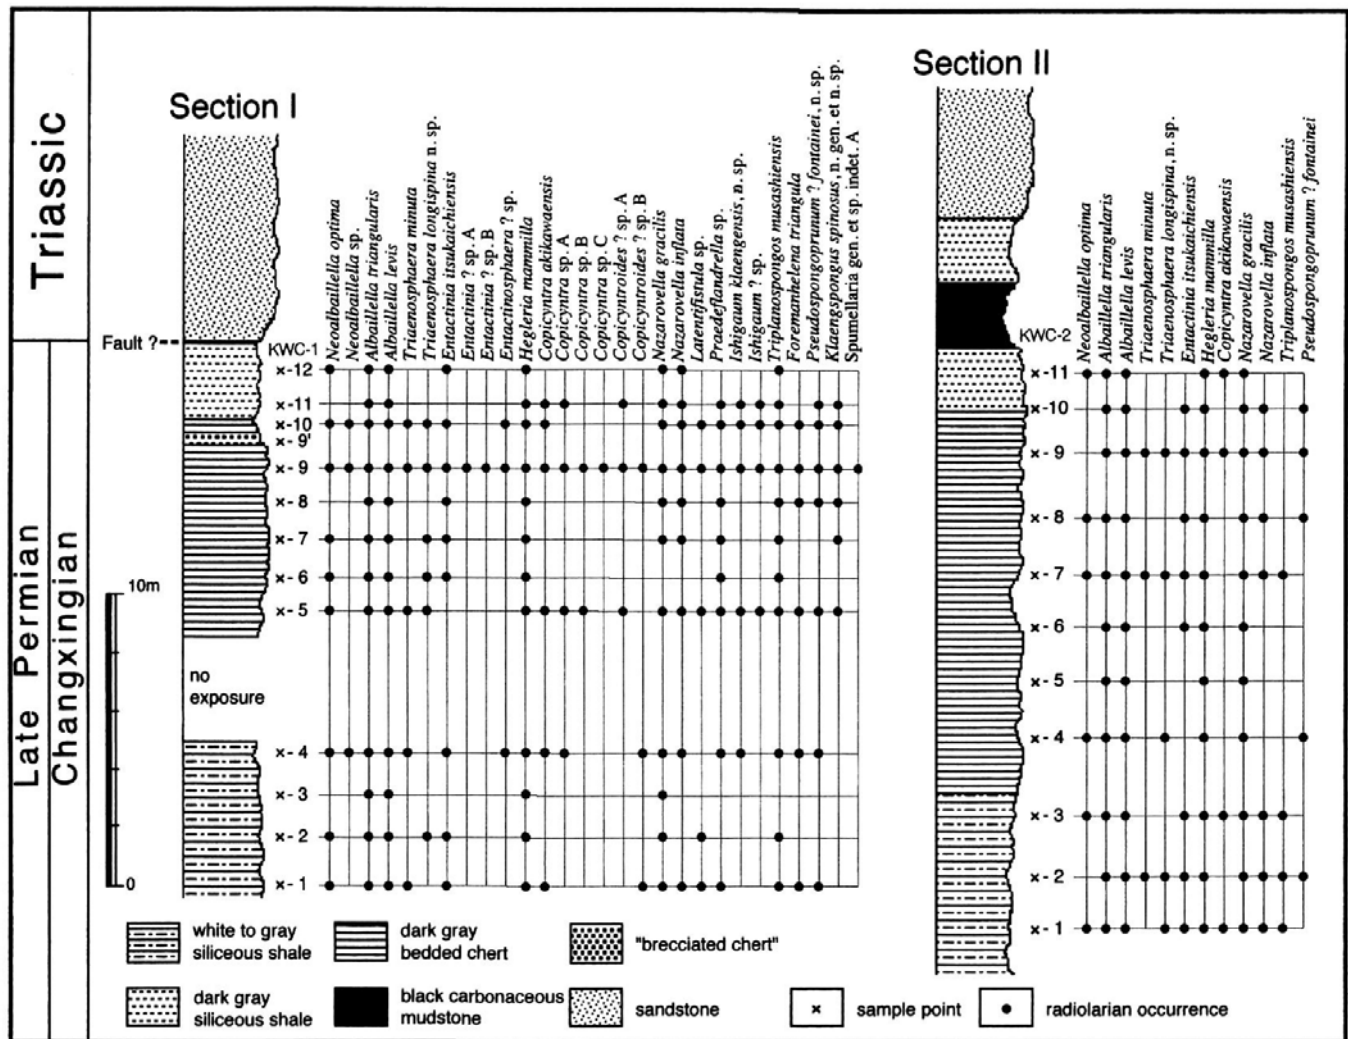 Triassic
Late Permian
Changxingian
Section I
Section II
Neoalbaillella optima
Neoalbaillella sp.
Albaillella triangularis
Albaillella levis
Triaenosphaera minuta
Triaenosphaera longispina n. sp.
Entactinia itsukaichiensis
Entactinia ? sp. A
Entactinia ? sp. B
Entactinosphaera ? sp.
Hegleria mammilla
Copicyntra akikawaensis
Copicyntra sp. A
Copicyntra sp. B
Copicyntra sp. C
Copicyntroides ? sp. A
Copicyntroides ? sp. B
Nazarovella gracilis
Nazarovella inflata
Latentifistula sp.
Praedeflandrella sp.
Ishigaum klaengensis, n. sp.
Ishigaum ? sp.
Triplanospongos musashiensis
Foremanhelena triangula
Pseudospongoprunum ? fontainei, n. sp.
Klaengspongus spinosus, n. gen. et n. sp.
Spumellaria gen. et sp. indet. A
Neoalbaillella optima
Albaillella triangularis
Albaillella levis
Triaenosphaera minuta
Triaenosphaera longispina, n. sp.
Entactinia itsukaichiensis
Hegleria mammilla
Copicyntra akikawaensis
Nazarovella gracilis
Nazarovella inflata
Triplanospongos musashiensis
Pseudospongoprunum ? fontainei
Fault ?
KWC-1
x -12
x -11
x -10
x - 9'
x - 9
x - 8
x - 7
x - 6
x - 5
x - 4
x - 3
x - 2
x - 1
10m
0
no
exposure
KWC-2
x -11
x -10
x - 9
x - 8
x - 7
x - 6
x - 5
x - 4
x - 3
x - 2
x - 1
white to gray
siliceous shale
dark gray
bedded chert
"brecciated chert"
dark gray
siliceous shale
black carbonaceous
mudstone
sandstone
x sample point
• radiolarian occurrence